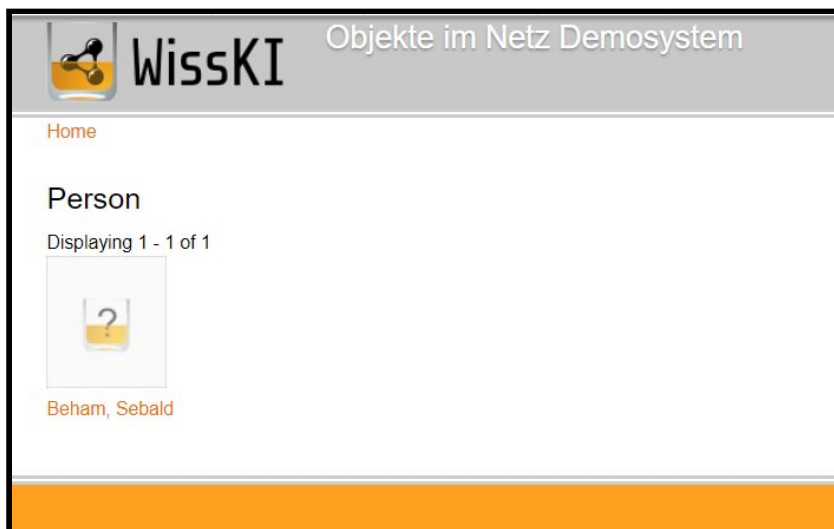 WissKI
Objekte im Netz Demosystem
Home
Person
Displaying 1 - 1 of 1
?
Beham, Sebald